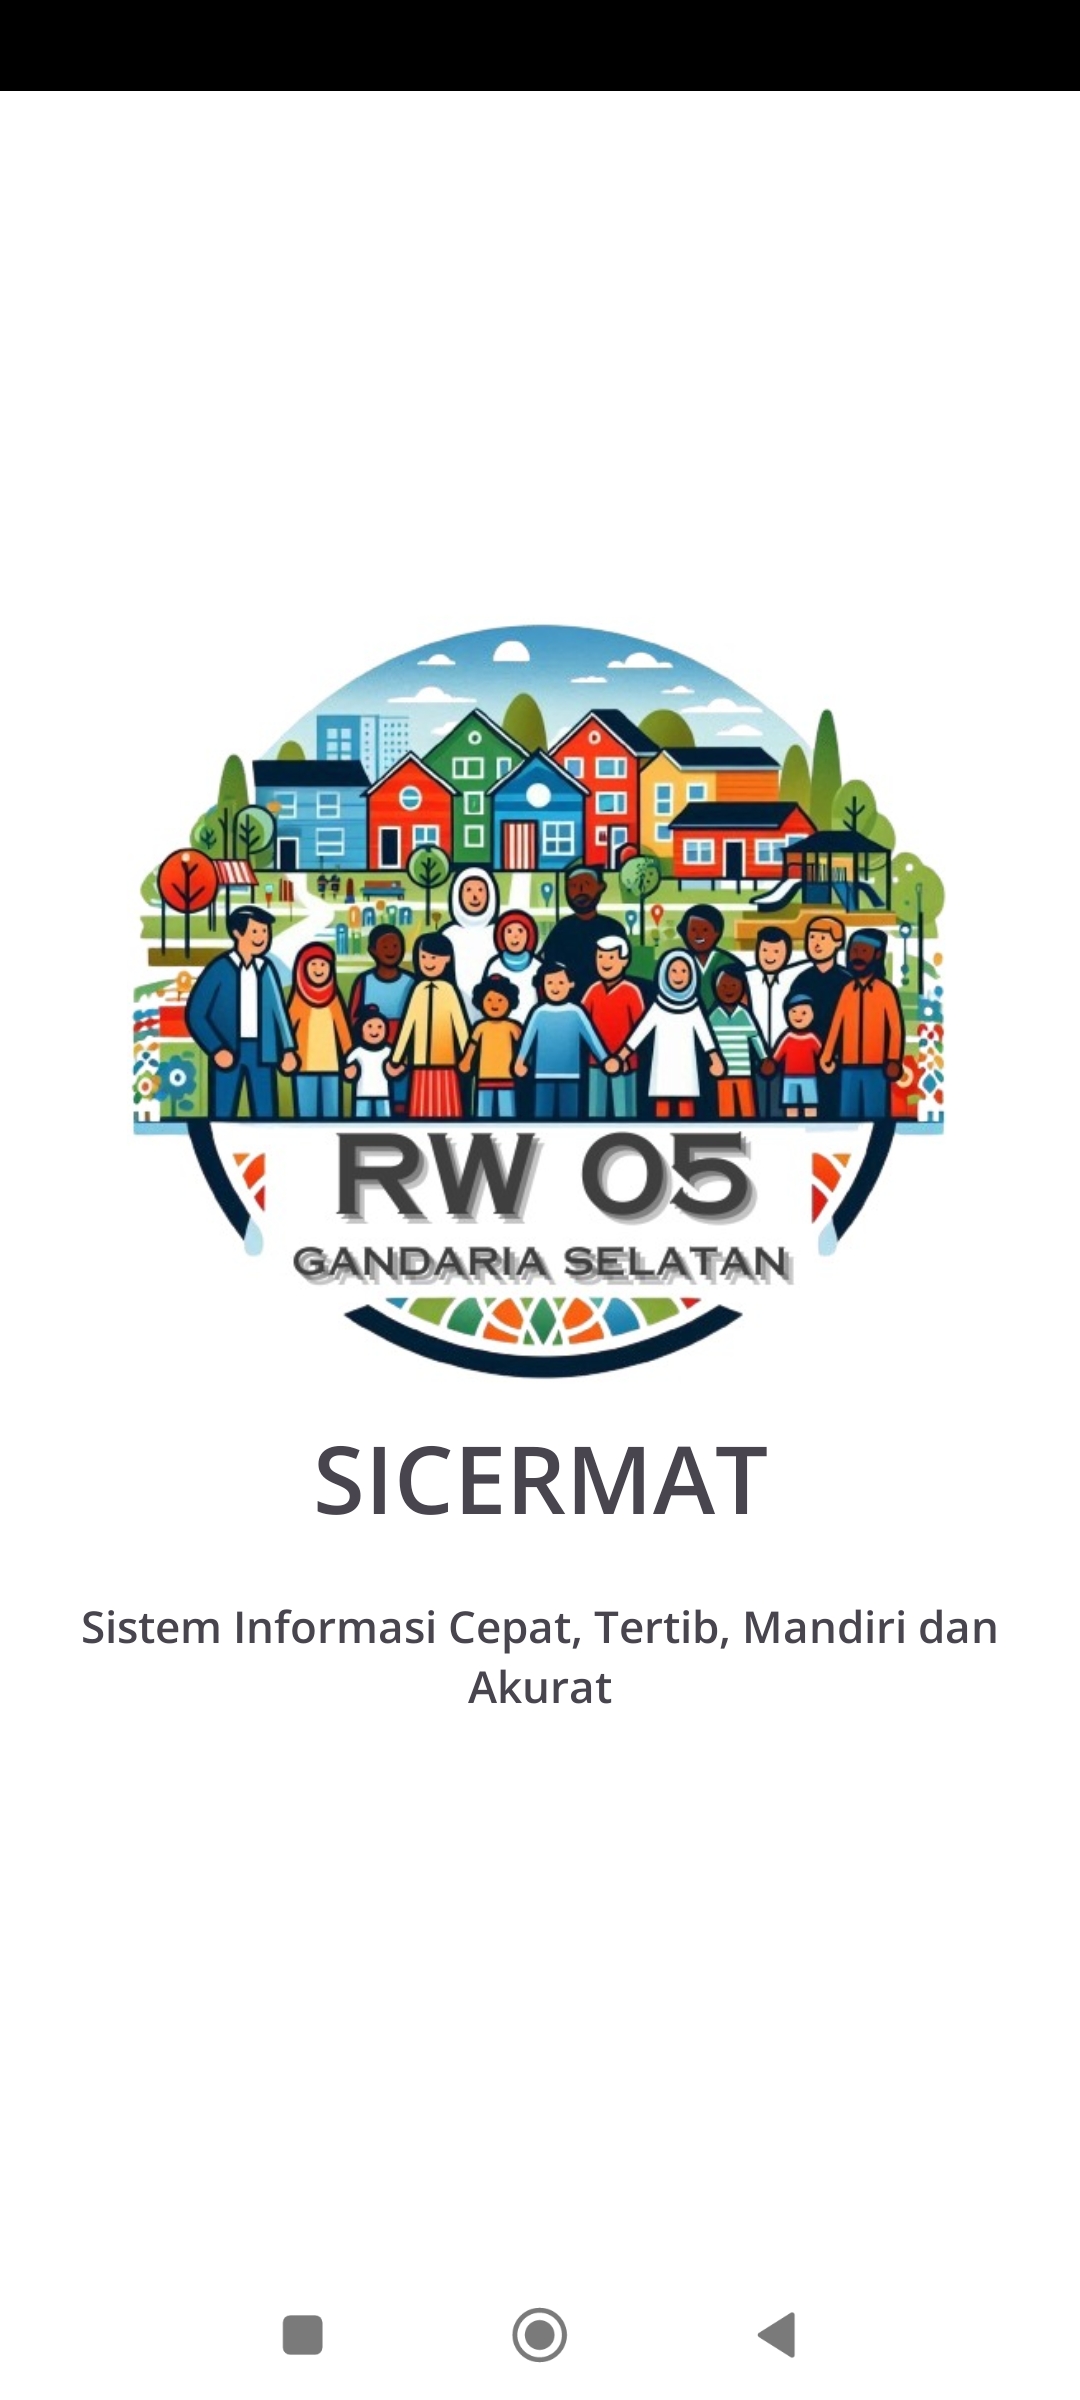 RW 05
GANDARIA SELATAN
SICERMAT
Sistem Informasi Cepat, Tertib, Mandiri dan
Akurat